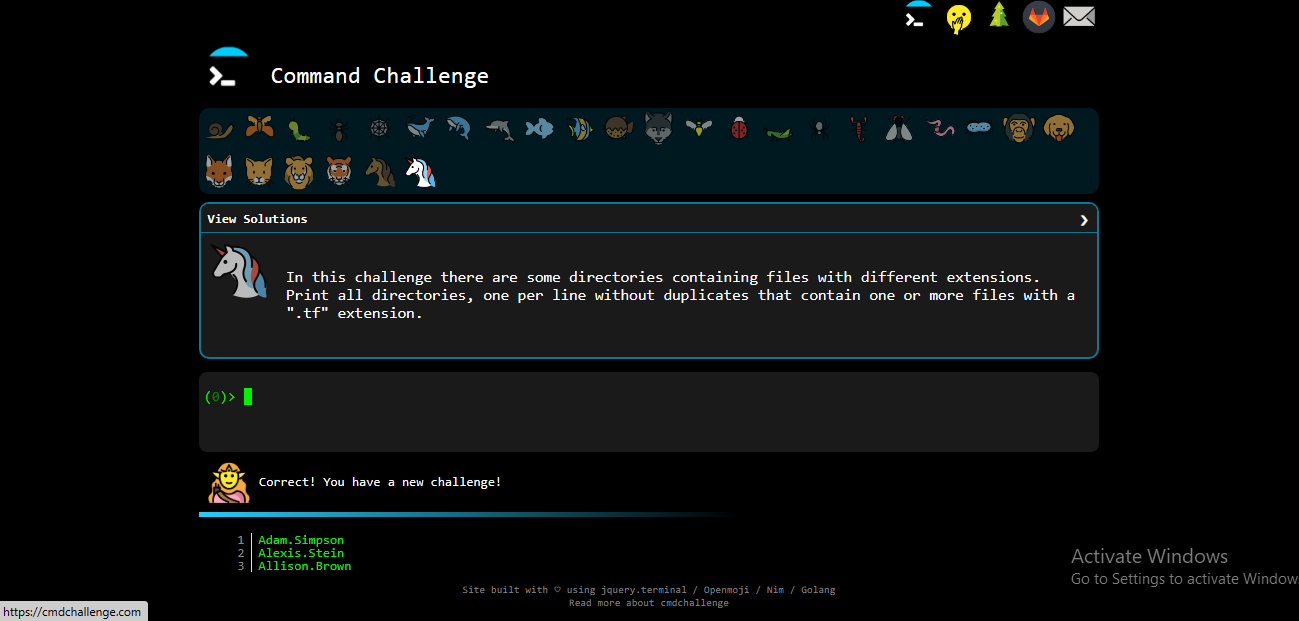 Command Challenge
View Solutions
In this challenge there are some directories containing files with different extensions.
Print all directories, one per line without duplicates that contain one or more files with a
".tf" extension.
(0)>
Correct! You have a new challenge!
1 Adam.Simpson
2 Alexis.Stein
3 Allison.Brown
Activate Windows
Go to Settings to activate Window
Site built with ♡ using jquery.terminal / Openmoji / Nim / Golang
Read more about cmdchallenge
https://cmdchallenge.com